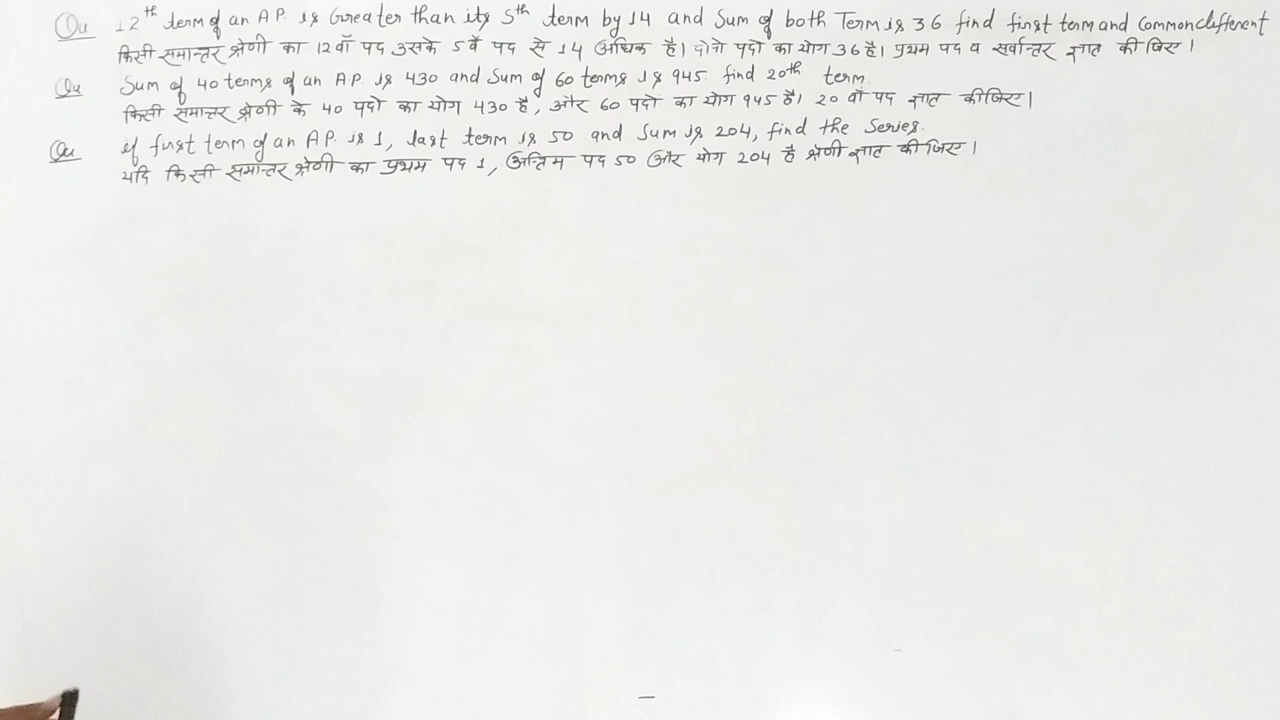 Qu 12th term of an A.P. is Greater than its 5th term by 14 and Sum of both Term is 36 find first term and Common different
किसी समान्तर श्रेणी का 12वाँ पद उसके 5वें पद से 14 अधिक है। दोनो पदो का योग 36 है। प्रथम पद व सर्वान्तर ज्ञात कीजिए।
Qu Sum of 40 terms of an A.P. is 430 and Sum of 60 terms is 945. find 20th term.
किसी समान्तर श्रेणी के 40 पदो का योग 430 है, और 60 पदो का योग 945 है। 20 वाँ पद ज्ञात कीजिए।
Qu if first term of an A.P. is 1, last term is 50 and Sum is 204, find the Series.
यदि किसी समान्तर श्रेणी का प्रथम पद 1, अन्तिम पद 50 और योग 204 है श्रेणी ज्ञात कीजिए।